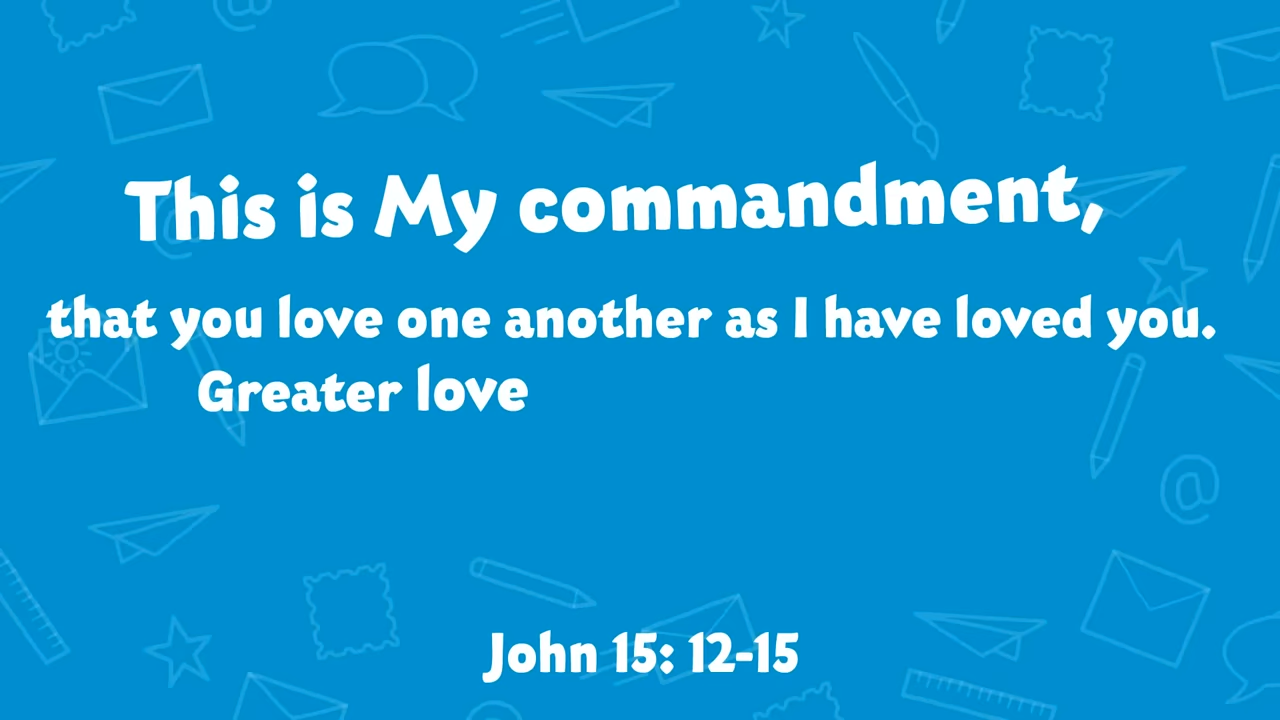 This is My commandment,
that you love one another as I have loved you.
Greater love
John 15: 12-15